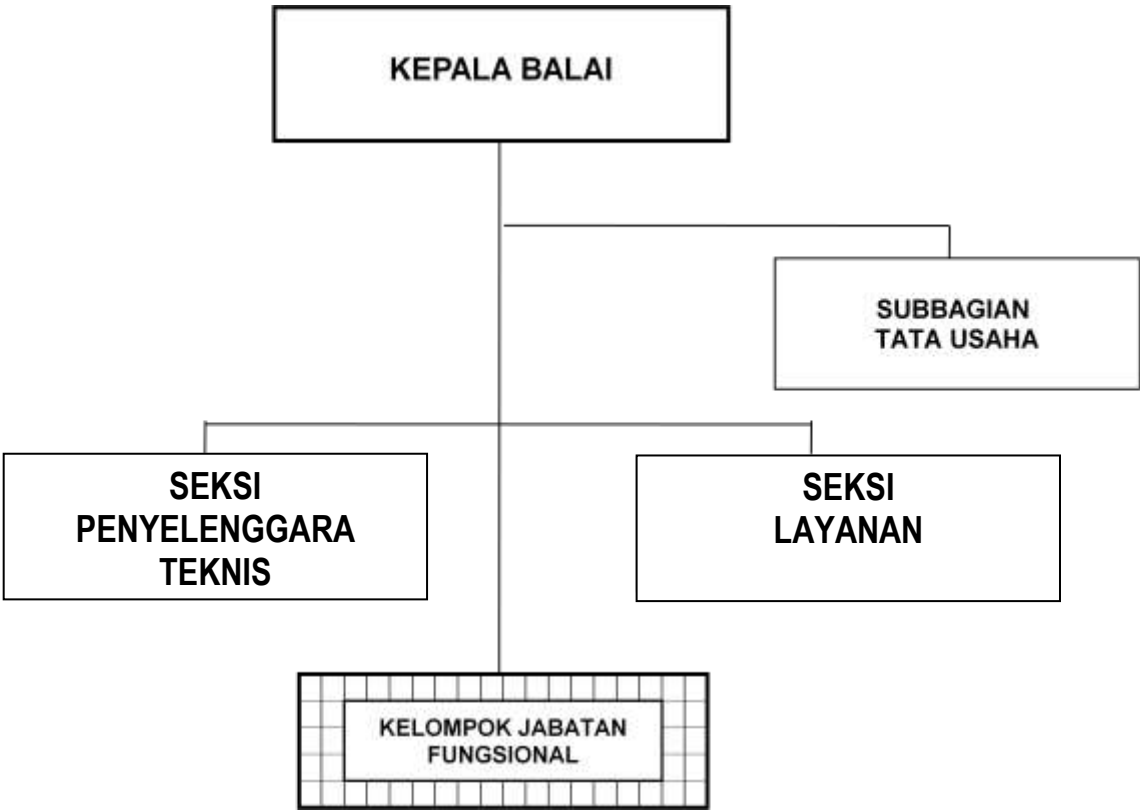 KEPALA BALAI
SUBBAGIAN
TATA USAHA
SEKSI
PENYELENGGARA
TEKNIS
SEKSI
LAYANAN
KELOMPOK JABATAN
FUNGSIONAL